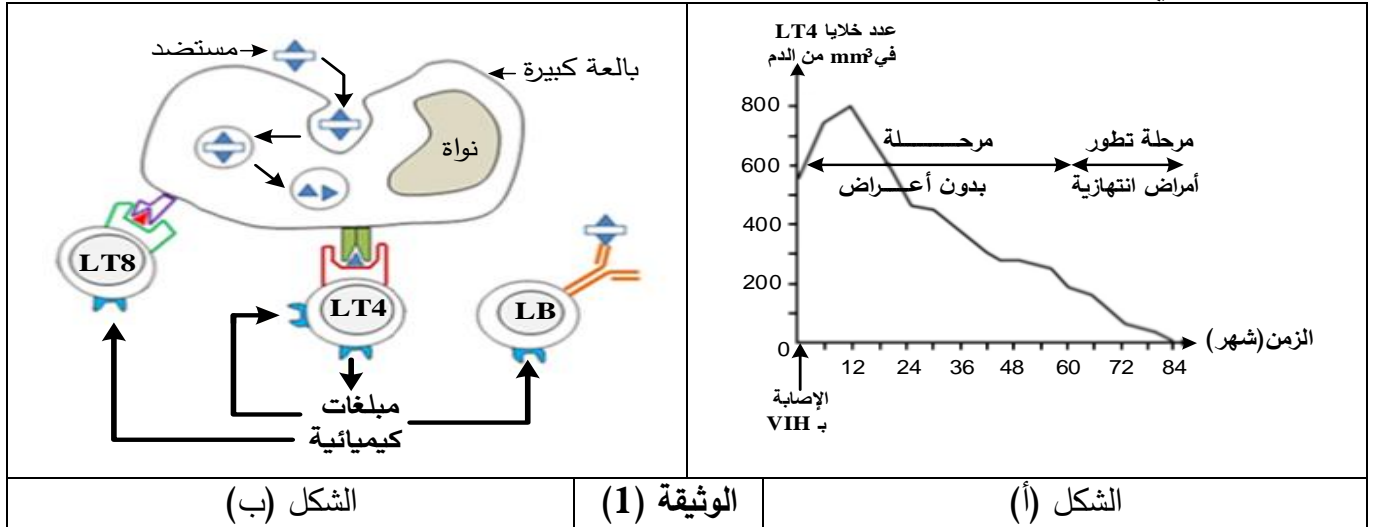 عدد خلايا LT4
في mm³ من الدم
800
600
400
200
0
مرحـــــــلة
بدون أعـــراض
مرحلة تطور
أمراض انتهازية
12 24 36 48 60 72 84
الزمن(شهر)
الإصابة
بـ VIH
مستضد
بالعة كبيرة
نواة
LT8
LT4
LB
مبلغات
كيميائية
الشكل (أ)
الوثيقة (1)
الشكل (ب)